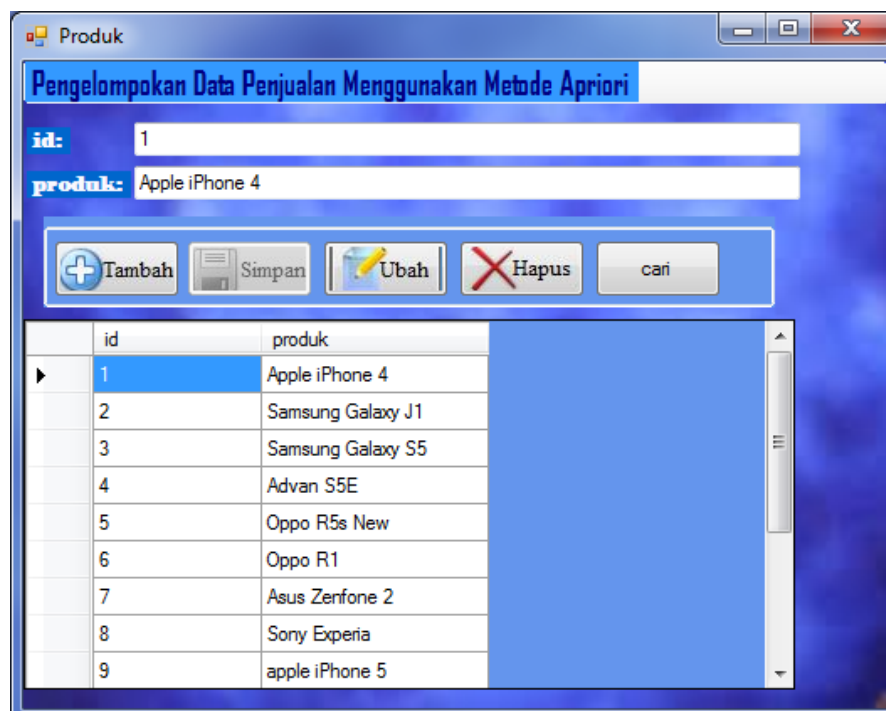 Produk
Pengelompokan Data Penjualan Menggunakan Metode Apriori
id: 1
produk: Apple iPhone 4
Tambah Simpan Ubah Hapus cari
id produk
1 Apple iPhone 4
2 Samsung Galaxy J1
3 Samsung Galaxy S5
4 Advan S5E
5 Oppo R5s New
6 Oppo R1
7 Asus Zenfone 2
8 Sony Experia
9 apple iPhone 5